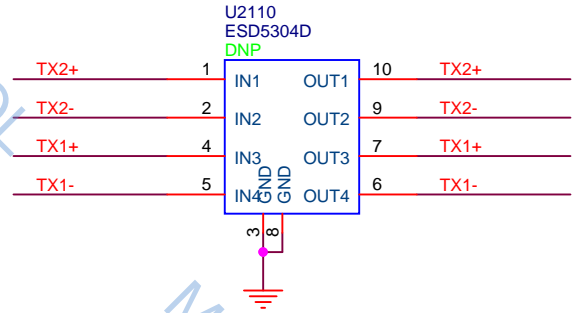 U2110
ESD5304D
DNP
TX2+ 1 IN1 OUT1 10 TX2+
TX2- 2 IN2 OUT2 9 TX2-
TX1+ 4 IN3 OUT3 7 TX1+
TX1- 5 IN4 OUT4 6 TX1-
GND GND
3 8